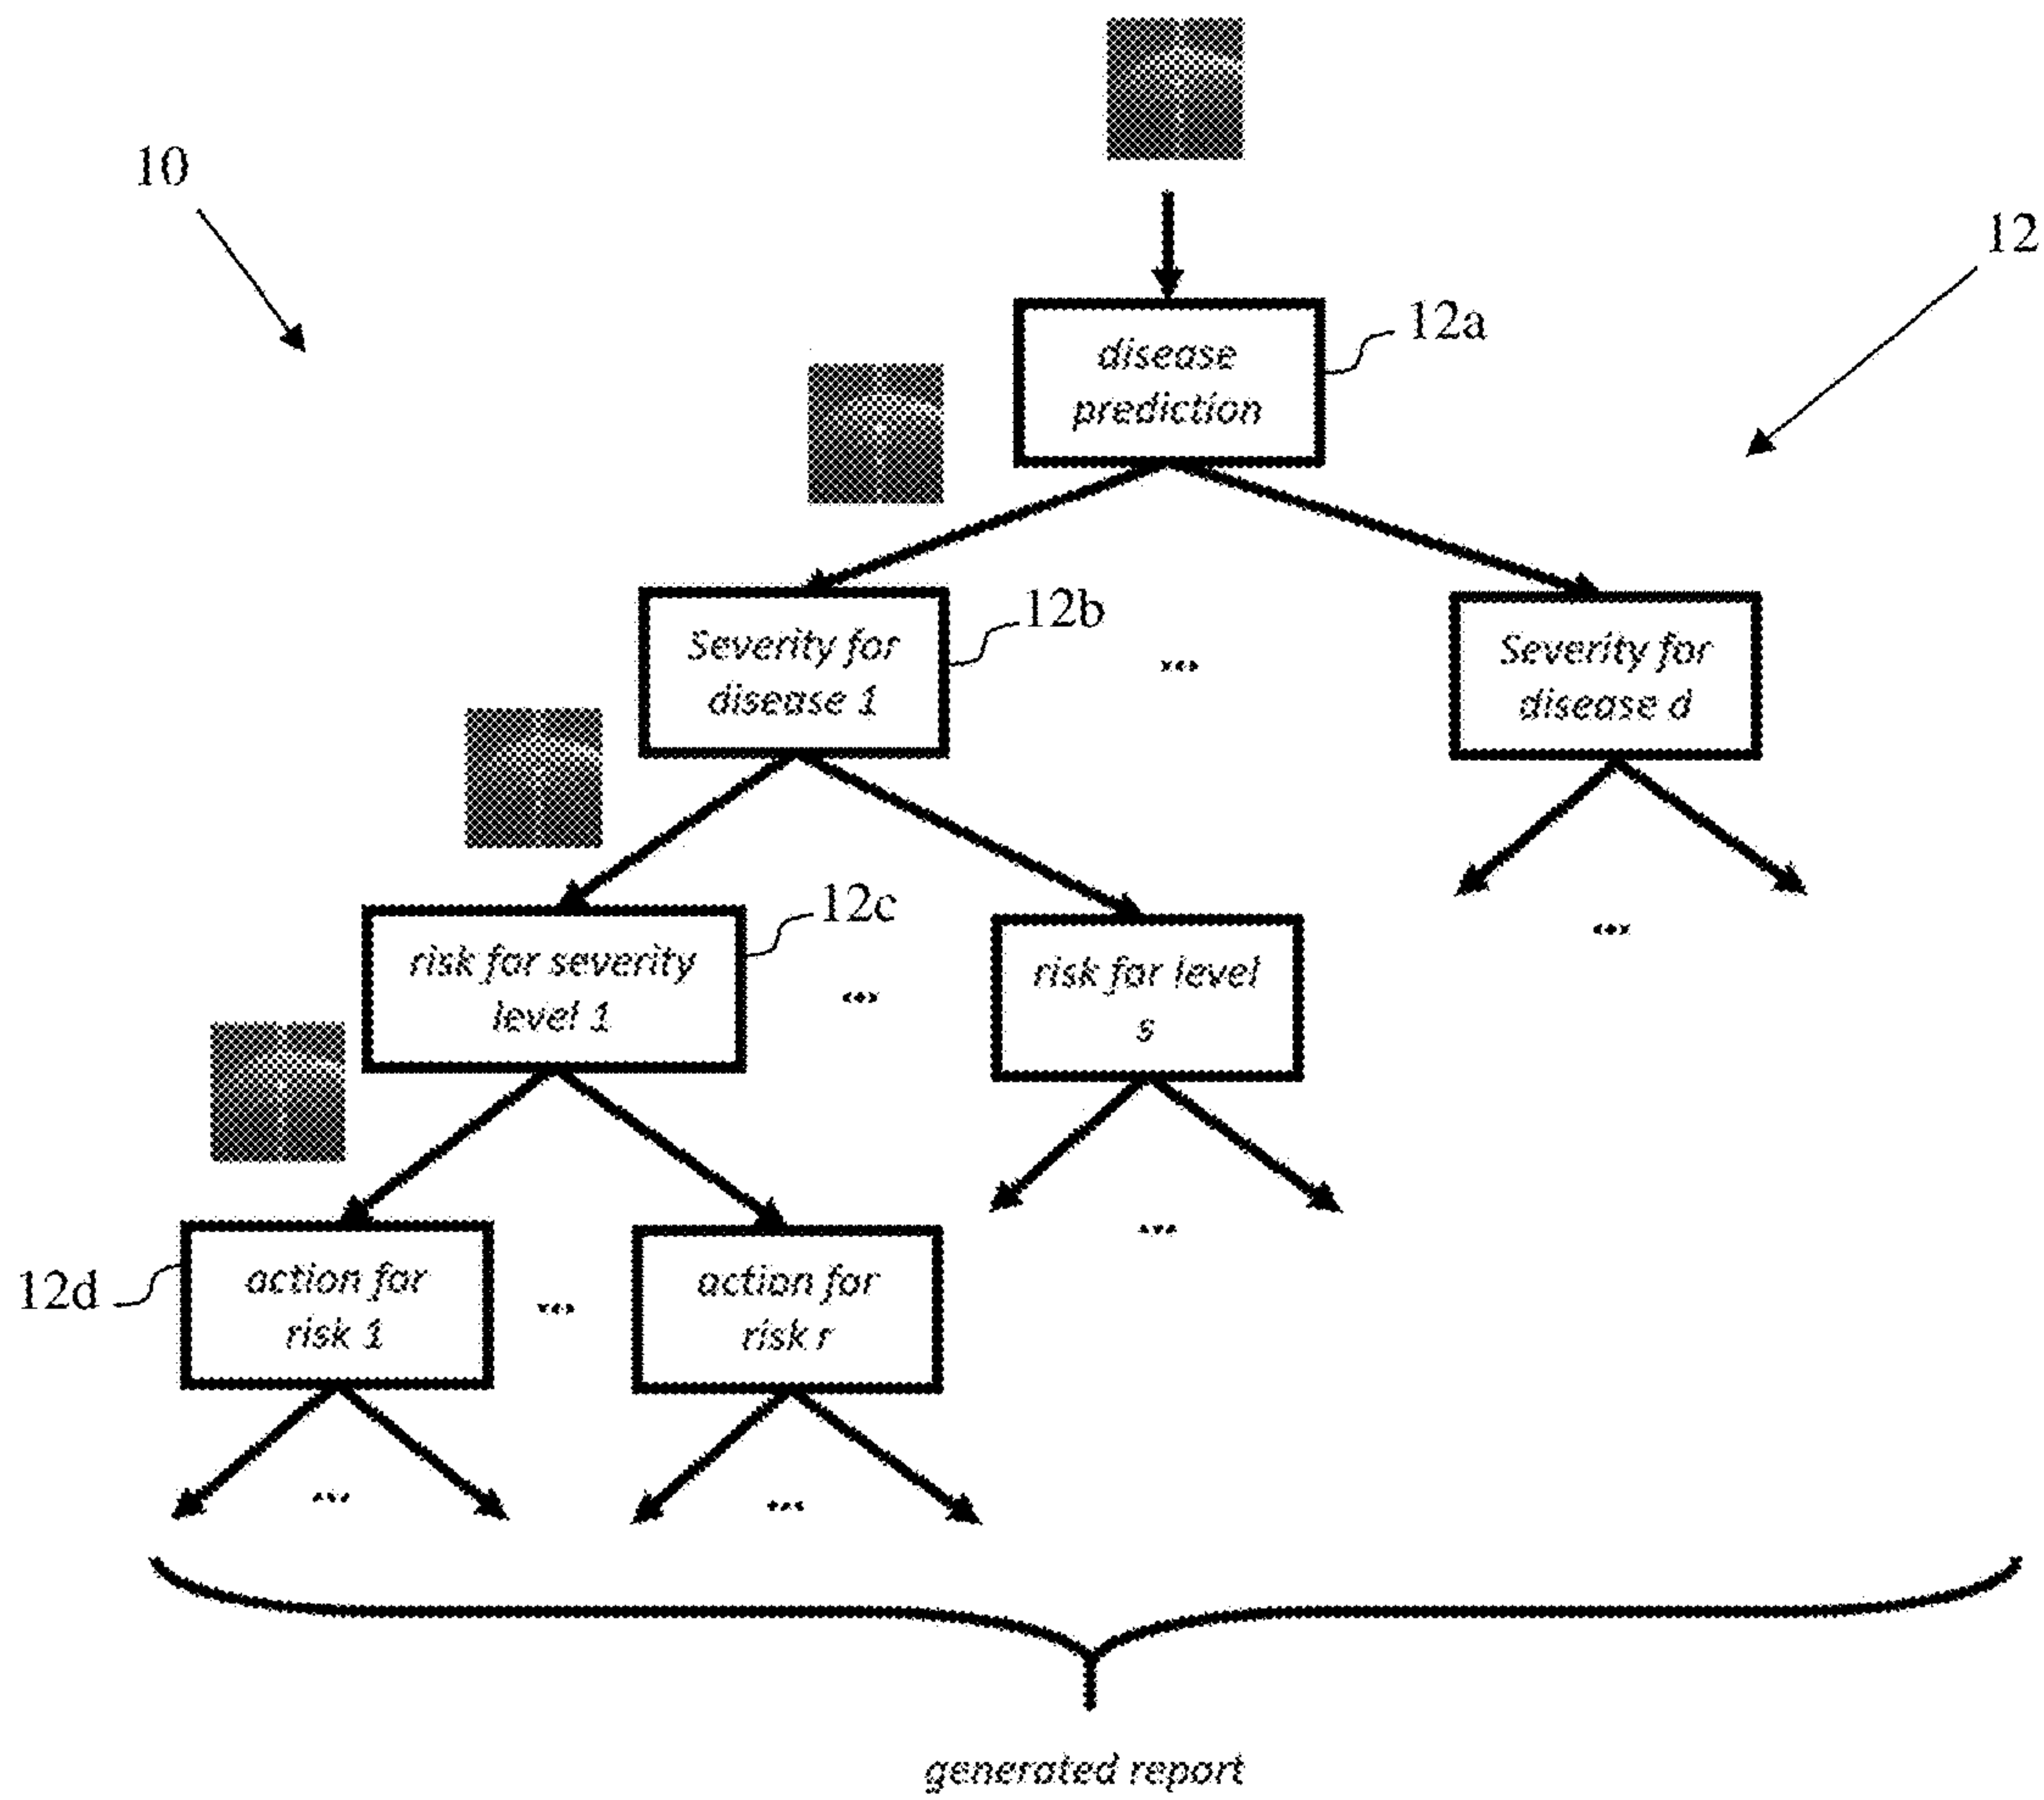 10
12
disease
prediction
12a
Severity for
disease 1
12b
...
Severity for
disease d
risk for severity
level 1
12c
...
risk for level
s
...
12d
action for
risk 1
...
action for
risk r
...
...
...
generated report